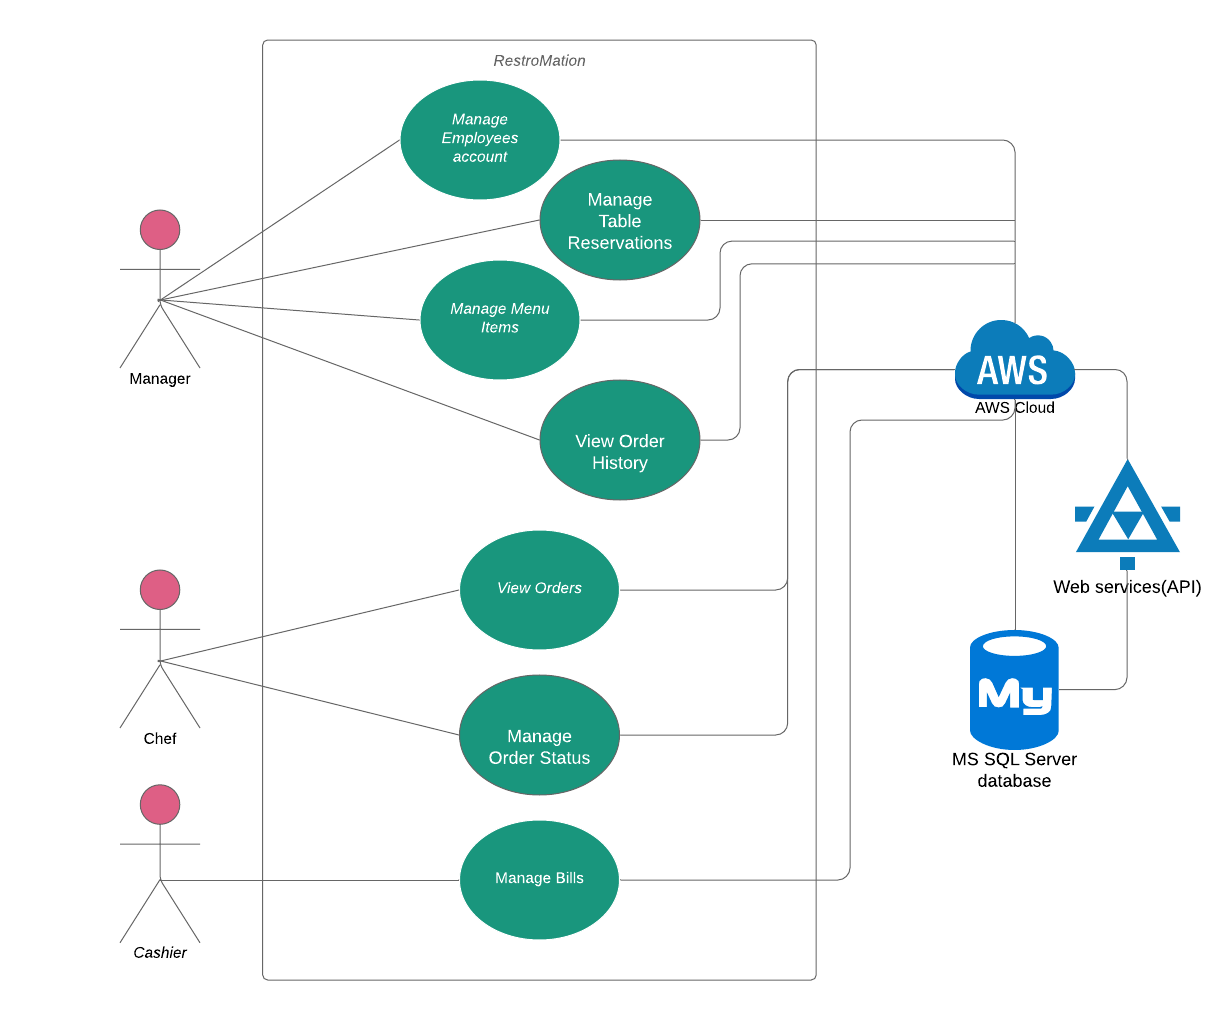 RestroMation
Manage
Employees
account
Manage
Table
Reservations
Manage Menu
Items
Manager
AWS
AWS Cloud
View Order
History
View Orders
Web services(API)
Chef
Manage
Order Status
My
MS SQL Server
database
Manage Bills
Cashier